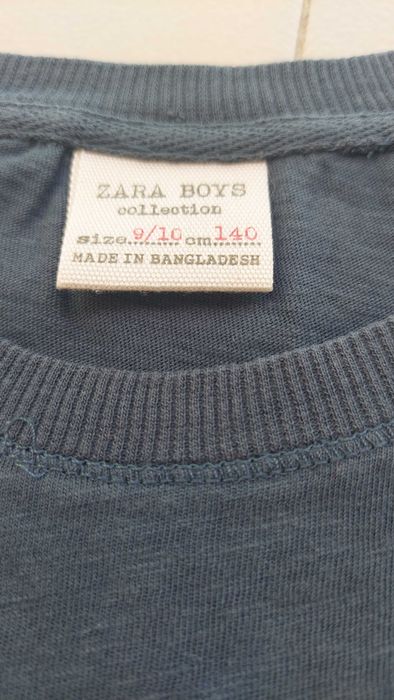 ZARA BOYS
collection
size........9/10 cm....140........
MADE IN BANGLADESH